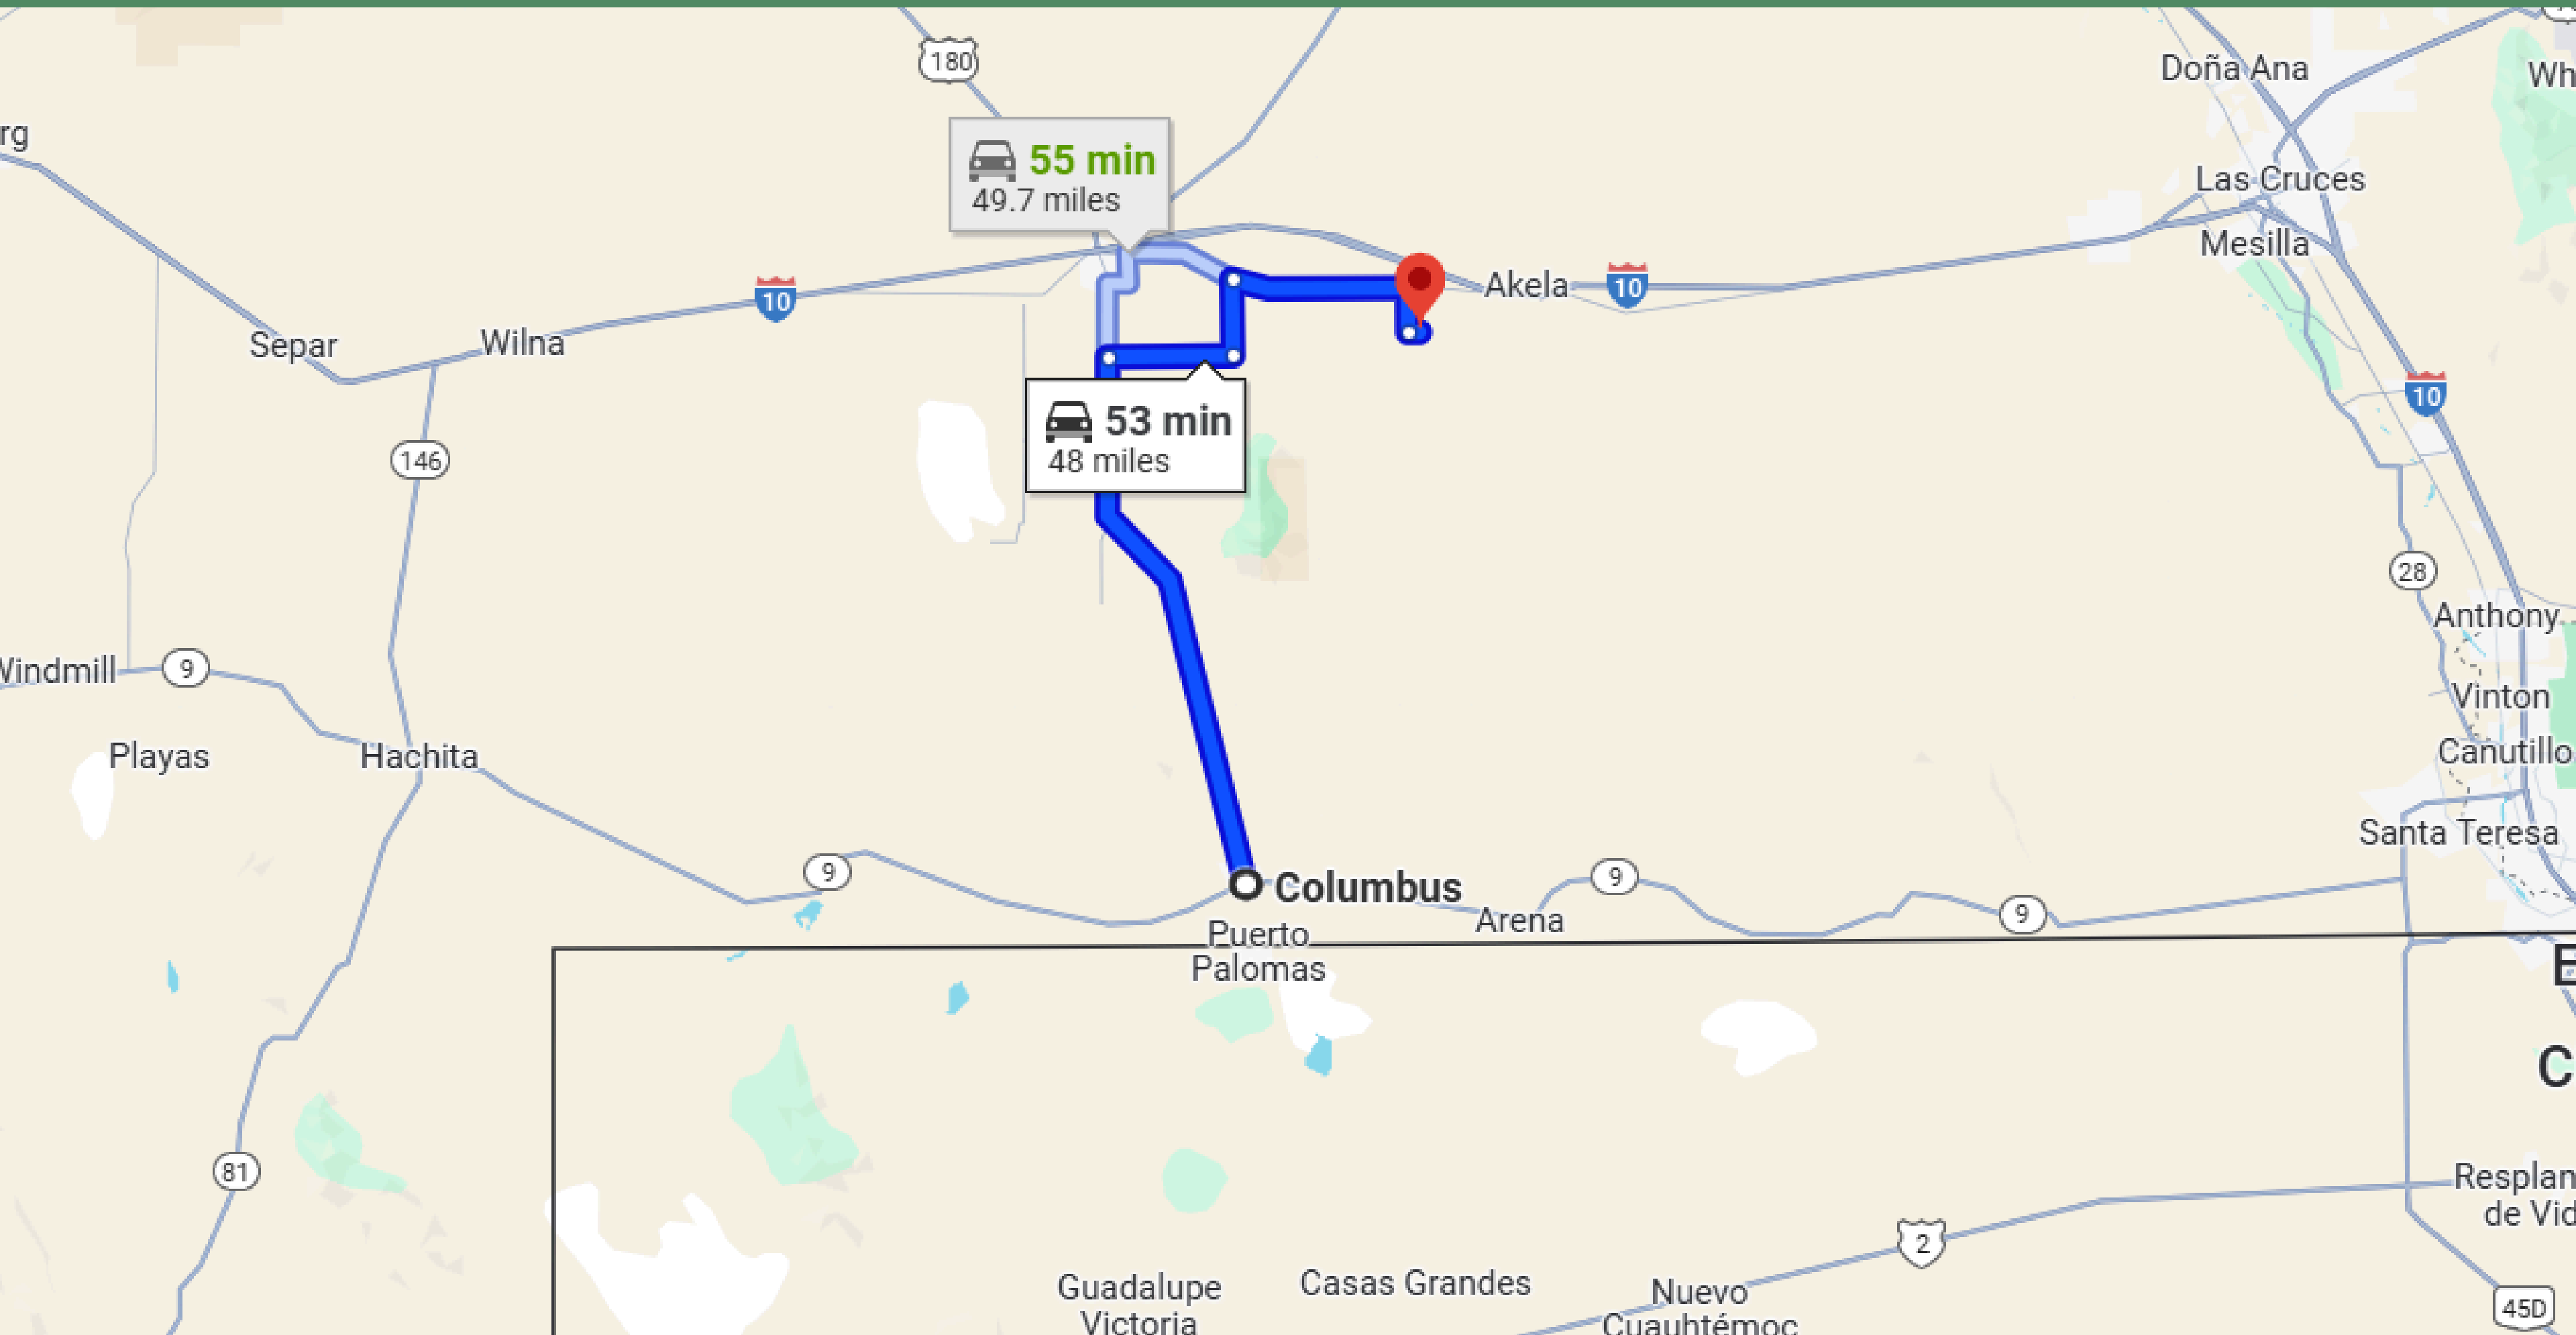 180
Doña Ana
Wh
rg
55 min
49.7 miles
Las Cruces
Mesilla
Akela
10
10
Separ
Wilna
10
53 min
48 miles
146
28
Anthony
Windmill
9
Vinton
Playas
Hachita
Canutillo
Santa Teresa
9
Columbus
9
9
Arena
Puerto
Palomas
E
C
81
Resplan
de Vid
2
Guadalupe
Victoria
Casas Grandes
Nuevo
Cuauhtémoc
45D